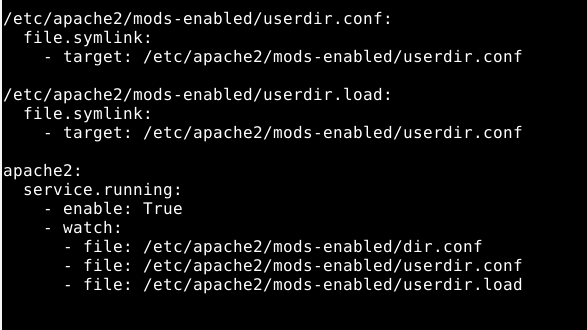 /etc/apache2/mods-enabled/userdir.conf:
  file.symlink:
    - target: /etc/apache2/mods-enabled/userdir.conf

/etc/apache2/mods-enabled/userdir.load:
  file.symlink:
    - target: /etc/apache2/mods-enabled/userdir.conf

apache2:
  service.running:
    - enable: True
    - watch:
      - file: /etc/apache2/mods-enabled/dir.conf
      - file: /etc/apache2/mods-enabled/userdir.conf
      - file: /etc/apache2/mods-enabled/userdir.load